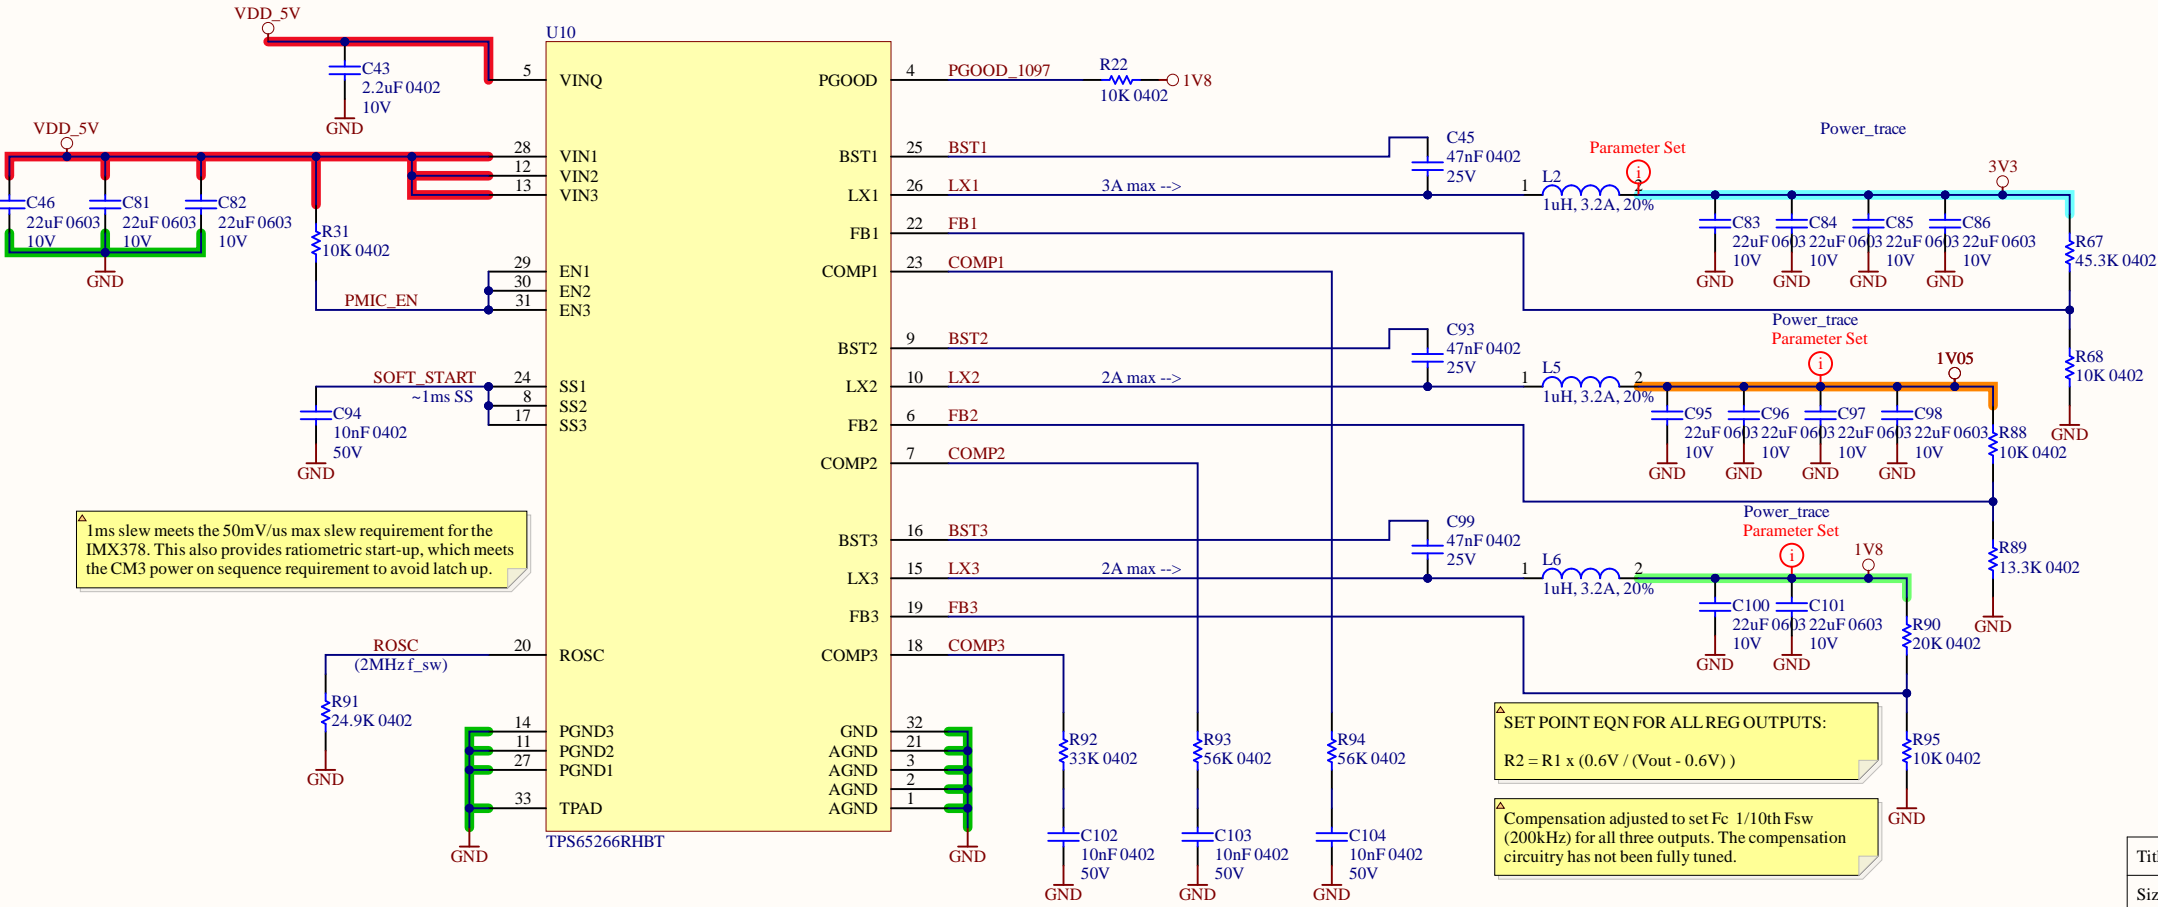 VDD_5V
C43
2.2uF 0402
10V
GND
VDD_5V
C46
22uF 0603
10V
C81
22uF 0603
10V
C82
22uF 0603
10V
GND
R31
10K 0402
PMIC_EN
SOFT_START
~1ms SS
C94
10nF 0402
50V
GND
1ms slew meets the 50mV/us max slew requirement for the
IMX378. This also provides ratiometric start-up, which meets
the CM3 power on sequence requirement to avoid latch up.
ROSC
(2MHz f_sw)
R91
24.9K 0402
GND
GND
U10
5 VINQ
28 VIN1
12 VIN2
13 VIN3
29 EN1
30 EN2
31 EN3
24 SS1
8 SS2
17 SS3
20 ROSC
14 PGND3
11 PGND2
27 PGND1
33 TPAD
TPS65266RHBT
PGOOD 4 PGOOD_1097
BST1 25 BST1
LX1 26 LX1 3A max -->
FB1 22 FB1
COMP1 23 COMP1
BST2 9 BST2
LX2 10 LX2 2A max -->
FB2 6 FB2
COMP2 7 COMP2
BST3 16 BST3
LX3 15 LX3 2A max -->
FB3 19 FB3
COMP3 18 COMP3
GND 32
AGND 21
AGND 3
AGND 2
AGND 1
GND
R22
10K 0402
1V8
C45
47nF 0402
25V
1 L2 2
1uH, 3.2A, 20%
Parameter Set
i
Power_trace
3V3
C83
22uF 0603
10V
GND
C84
22uF 0603
10V
GND
C85
22uF 0603
10V
GND
C86
22uF 0603
10V
GND
R67
45.3K 0402
R68
10K 0402
GND
C93
47nF 0402
25V
1 L5 2
1uH, 3.2A, 20%
Power_trace
Parameter Set
i
1V05
C95
22uF 0603
10V
GND
C96
22uF 0603
10V
GND
C97
22uF 0603
10V
GND
C98
22uF 0603
10V
GND
R88
10K 0402
R89
13.3K 0402
GND
C99
47nF 0402
25V
1 L6 2
1uH, 3.2A, 20%
Power_trace
Parameter Set
i
1V8
C100
22uF 0603
10V
GND
C101
22uF 0603
10V
GND
R90
20K 0402
R95
10K 0402
GND
R92
33K 0402
C102
10nF 0402
50V
GND
R93
56K 0402
C103
10nF 0402
50V
GND
R94
56K 0402
C104
10nF 0402
50V
GND
SET POINT EQN FOR ALL REG OUTPUTS:
R2 = R1 x (0.6V / (Vout - 0.6V) )
Compensation adjusted to set Fc 1/10th Fsw
(200kHz) for all three outputs. The compensation
circuitry has not been fully tuned.